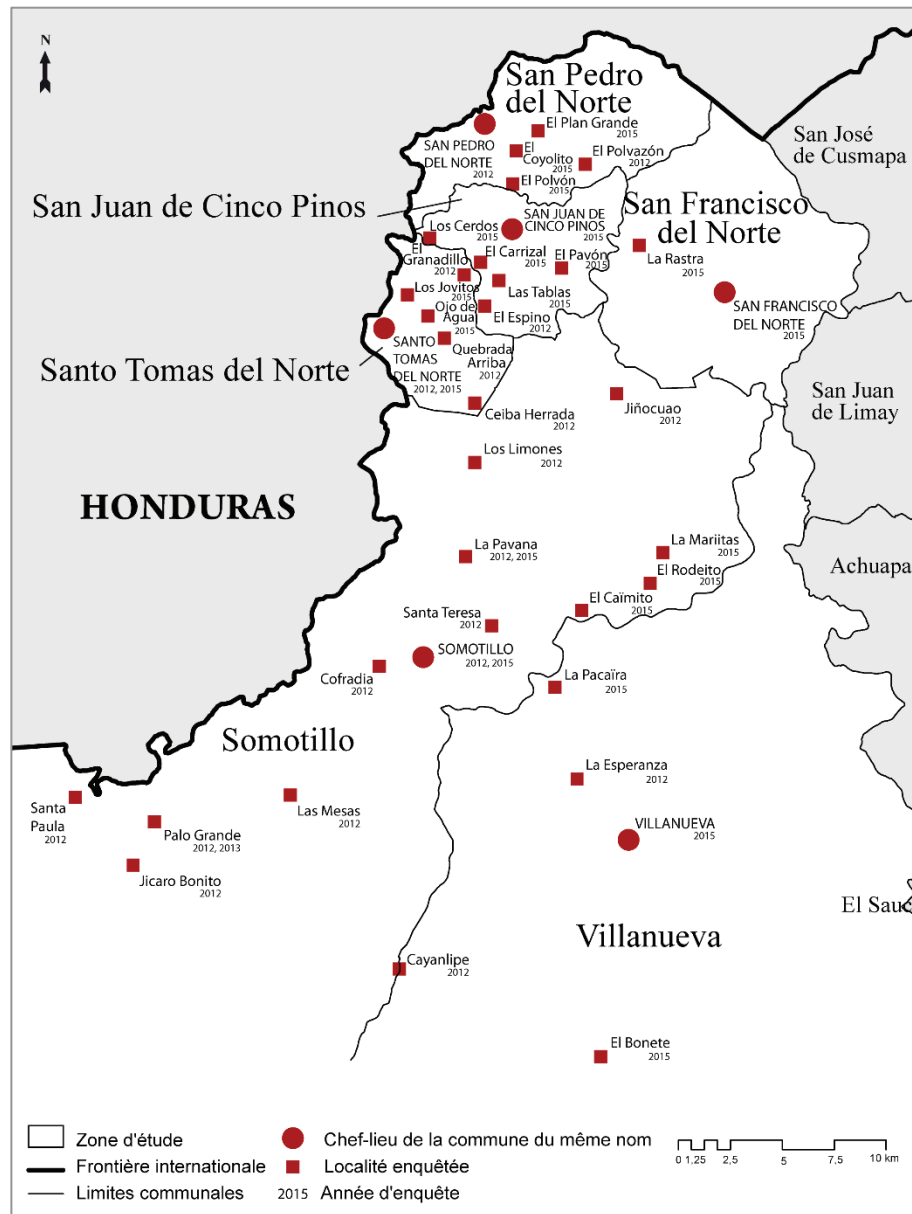 N
San Pedro
del Norte
El Plan Grande
2015
SAN PEDRO
DEL NORTE
2012
El
Coyolito
2015
El Polvazón
2012
El Polvón
2015
San José
de Cusmapa
San Juan de Cinco Pinos
Los Cerdos
2015
SAN JUAN DE
CINCO PINOS
2015
San Francisco
del Norte
La Rastra
2015
El
Granadillo
2012
El Carrizal
2015
El Pavón
2015
Los Jovitos
2015
Las Tablas
2015
Ojo de
Agua
2015
El Espino
2012
SAN FRANCISCO
DEL NORTE
2015
Santo Tomas del Norte
SANTO
TOMAS
DEL NORTE
2012, 2015
Quebrada
Arriba
2012
San Juan
de Limay
Ceiba Herrada
2012
Jiñocuao
2012
Los Limones
2012
HONDURAS
La Pavana
2012, 2015
La Mariitas
2015
El Rodeito
2015
Achuapa
El Caïmito
2015
Santa Teresa
2012
SOMOTILLO
2012, 2015
Cofradia
2012
La Pacaïra
2015
Somotillo
La Esperanza
2012
Santa
Paula
2012
Las Mesas
2012
Palo Grande
2012, 2013
VILLANUEVA
2015
Jicaro Bonito
2012
El Sauc
Villanueva
Cayanlipe
2012
El Bonete
2015
Zone d'étude
Chef-lieu de la commune du même nom
Frontière internationale
Localité enquêtée
Limites communales
2015 Année d'enquête
0 1,25 2,5 5 7,5 10 km